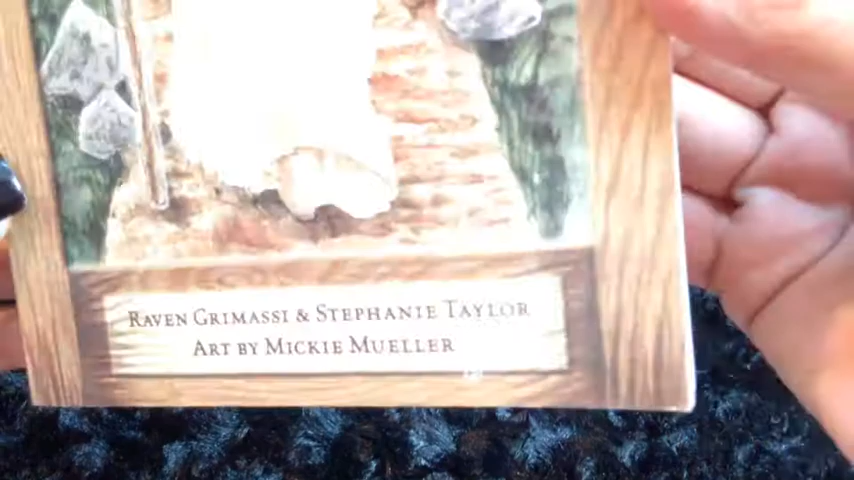 RAVEN GRIMASSI & STEPHANIE TAYLOR
ART BY MICKIE MUELLER